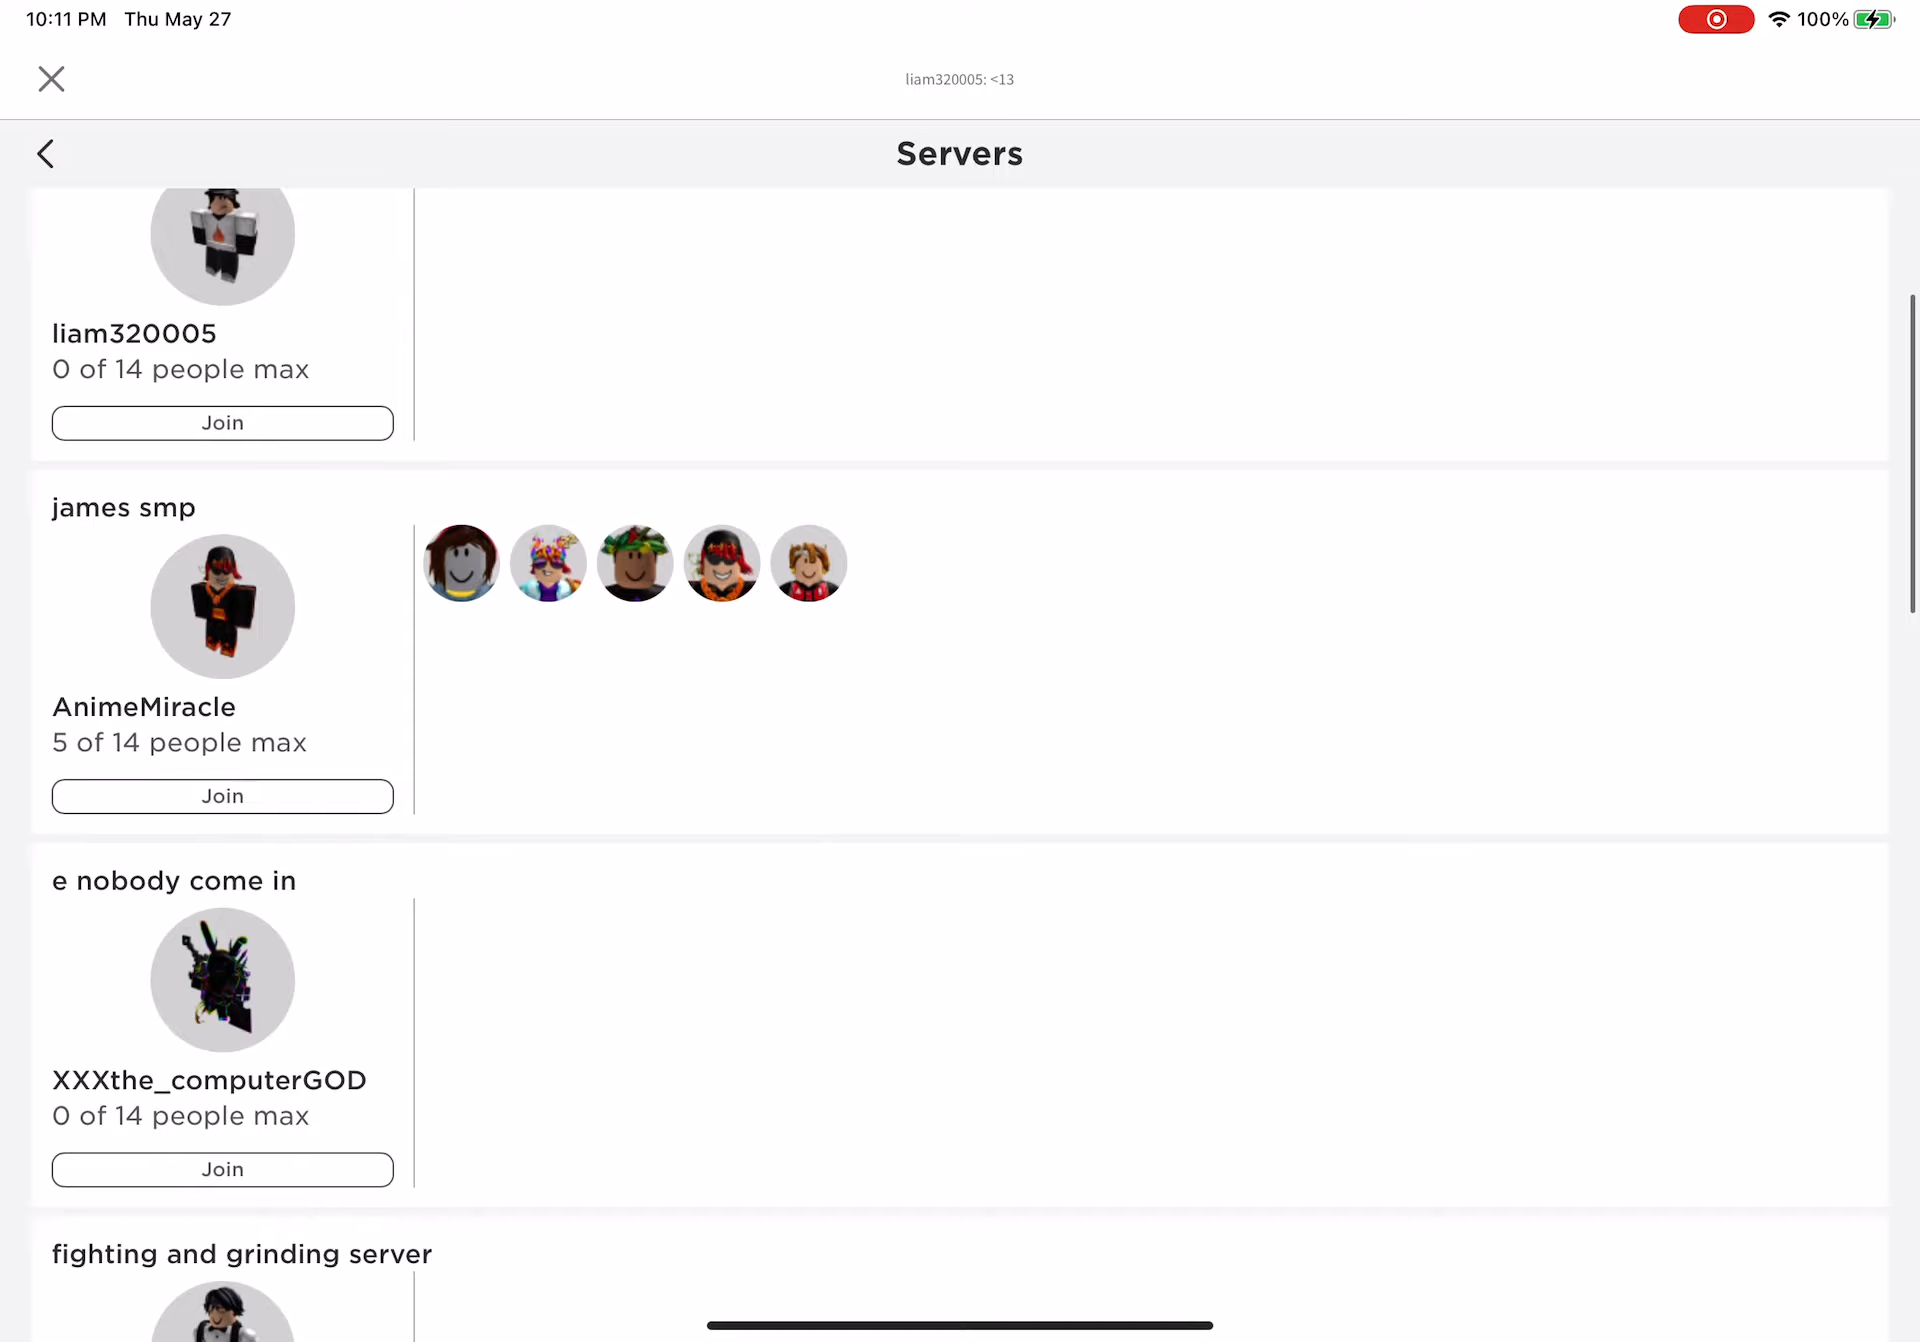 10:11 PM Thu May 27
100%
liam320005: <13
Servers
liam320005
0 of 14 people max
Join
james smp
AnimeMiracle
5 of 14 people max
Join
e nobody come in
XXXthe_computerGOD
0 of 14 people max
Join
fighting and grinding server